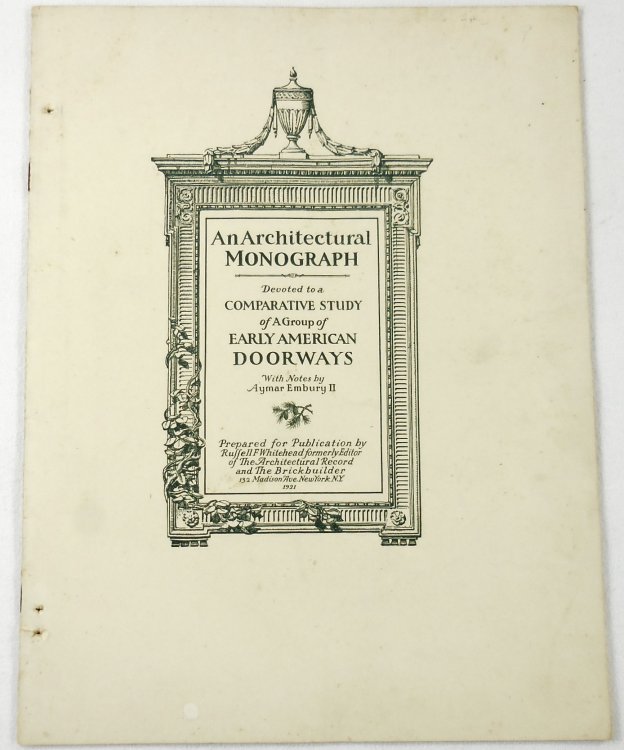 An Architectural
MONOGRAPH
Devoted to a
COMPARATIVE STUDY
of A Group of
EARLY AMERICAN
DOORWAYS
With Notes by
Aymar Embury II
Prepared for Publication by
Russell F Whitehead formerly Editor
of The Architectural Record
and The Brickbuilder
132 Madison Ave. New York. N.Y.
1921